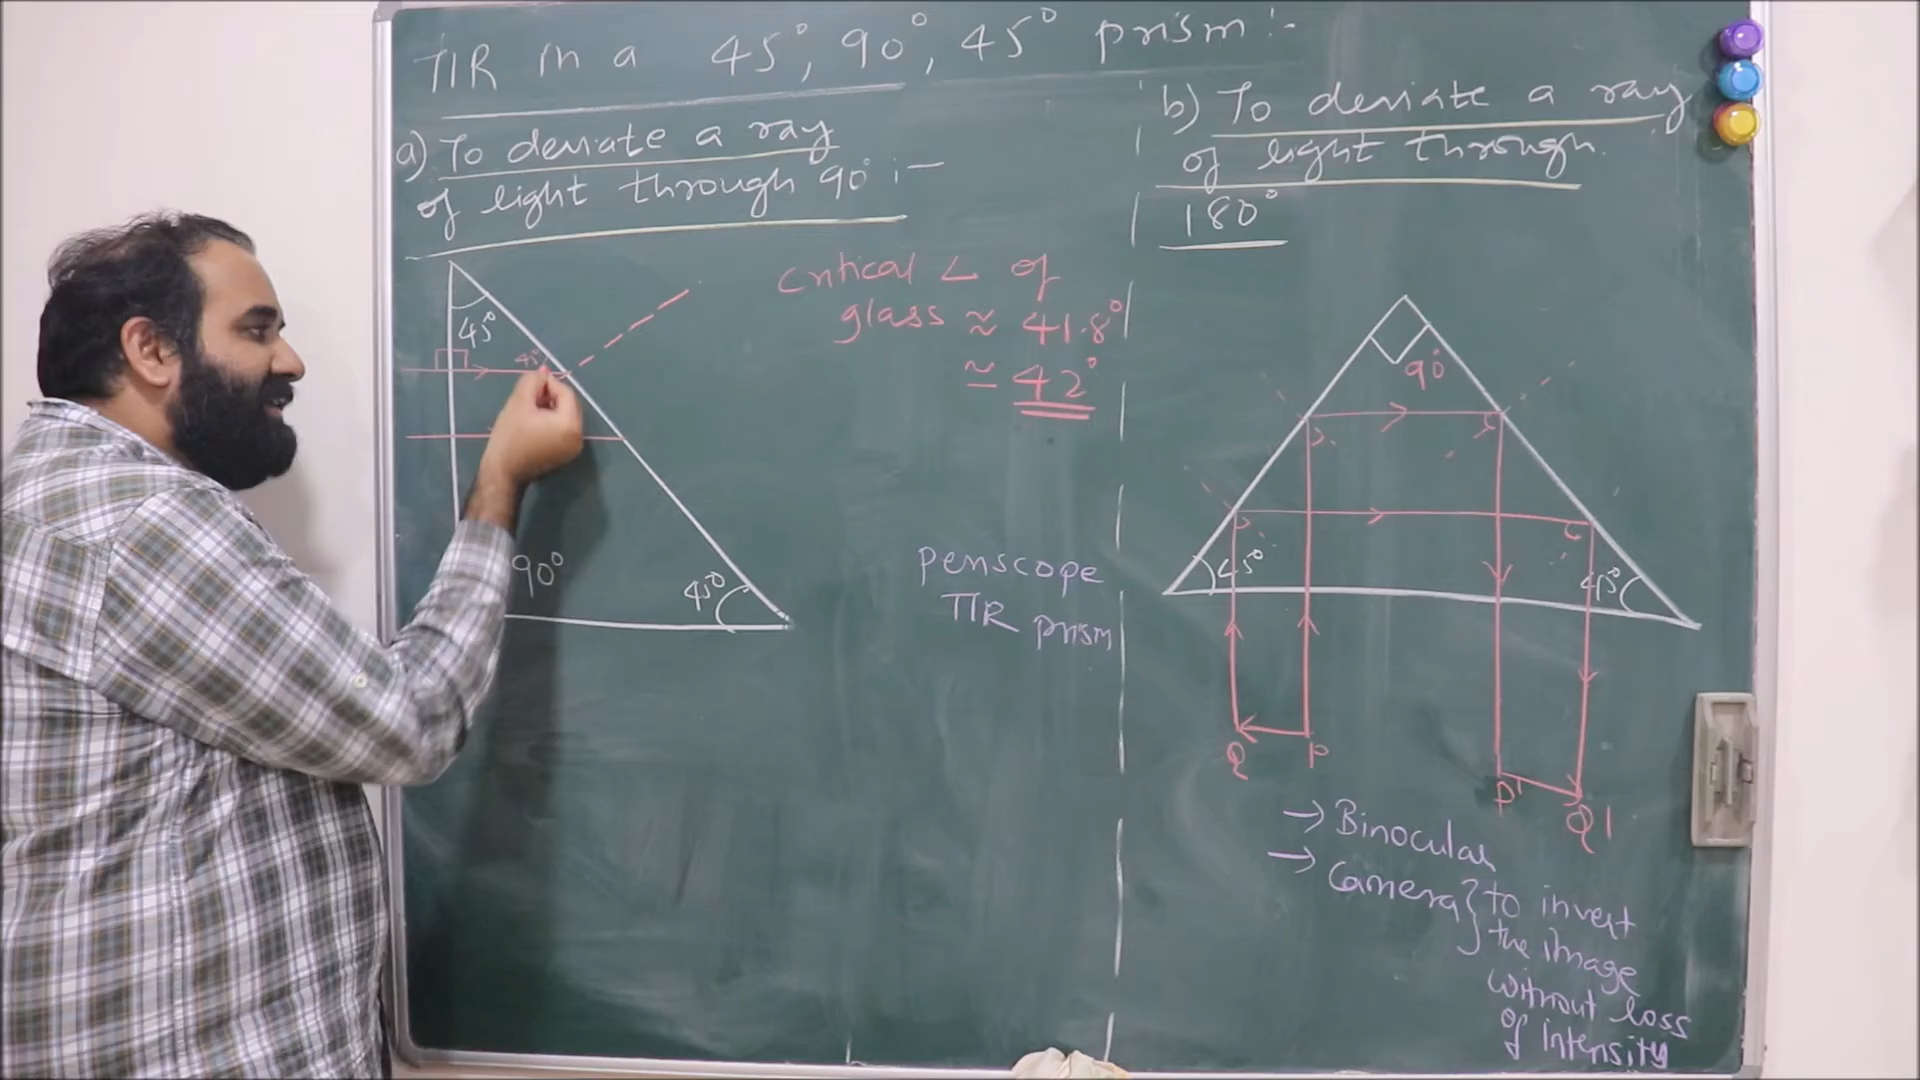 TIR in a 45°, 90°, 45° prism :-
a) To deviate a ray
of light through 90° :-
45°
45°
90°
45°
Critical ∠ of
glass ≈ 41.8°
≃ 42°
Periscope
TIR prism
b) To deviate a ray
of light through
180°
90°
45°
45°
Q P
P' Q'
→ Binocular
→ Camera } to invert
the image
without loss
of intensity